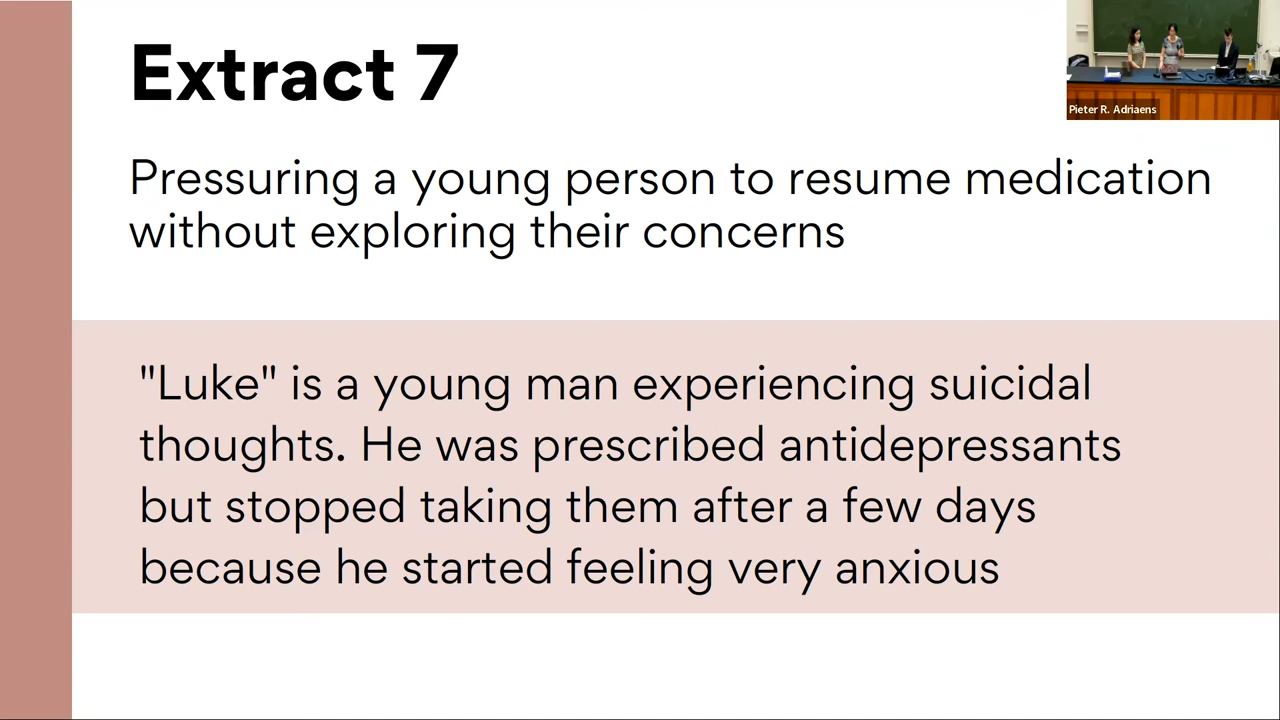 Extract 7
Pressuring a young person to resume medication
without exploring their concerns
"Luke" is a young man experiencing suicidal
thoughts. He was prescribed antidepressants
but stopped taking them after a few days
because he started feeling very anxious
Pieter R. Adriaens